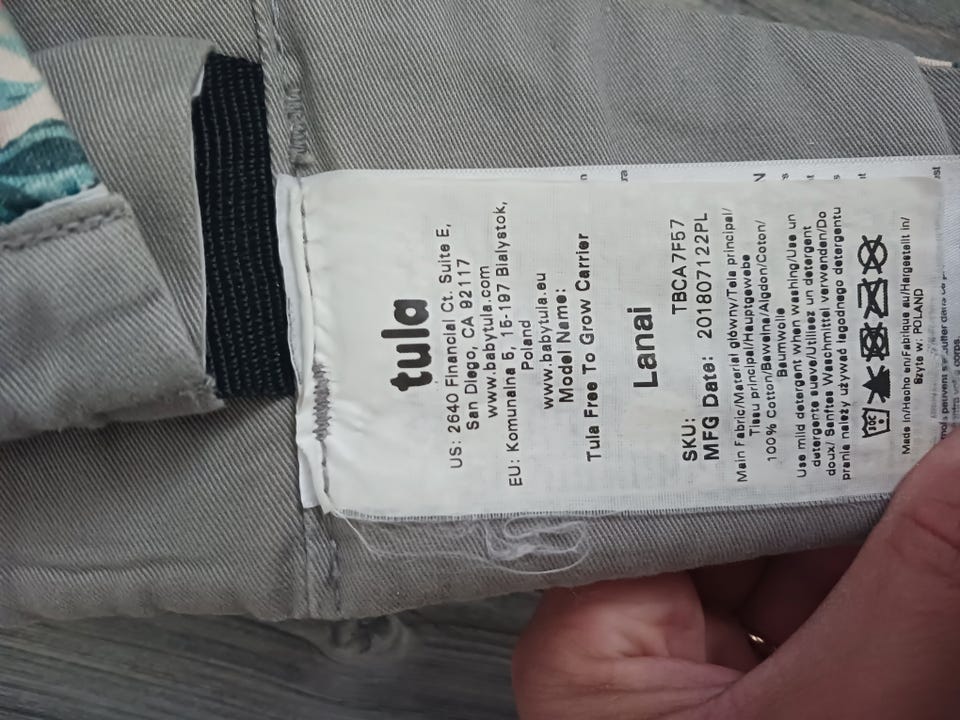 tula
US: 2640 Financial Ct. Suite E,
San Diego, CA 92117
www.babytula.com
EU: Komunalna 5, 15-197 Bialystok,
Poland
www.babytula.eu
Model Name:
Tula Free To Grow Carrier
Lanai
SKU: TBCA7F57
MFG Date: 201807122PL
Main Fabric/Materiał główny/Tela principal/
Tissu principal/Hauptgewebe
100% Cotton/Bawełna/Algdon/Coton/
Baumwolle
Use mild detergent when washing/Use un
detergente suave/Utilisez un détergent
doux/ Sanftes Waschmittel verwenden/Do
prania należy używać łagodnego detergentu
30C
Made in/Hecho en/Fabrique au/Hargestellt in/
Szyte w: POLAND